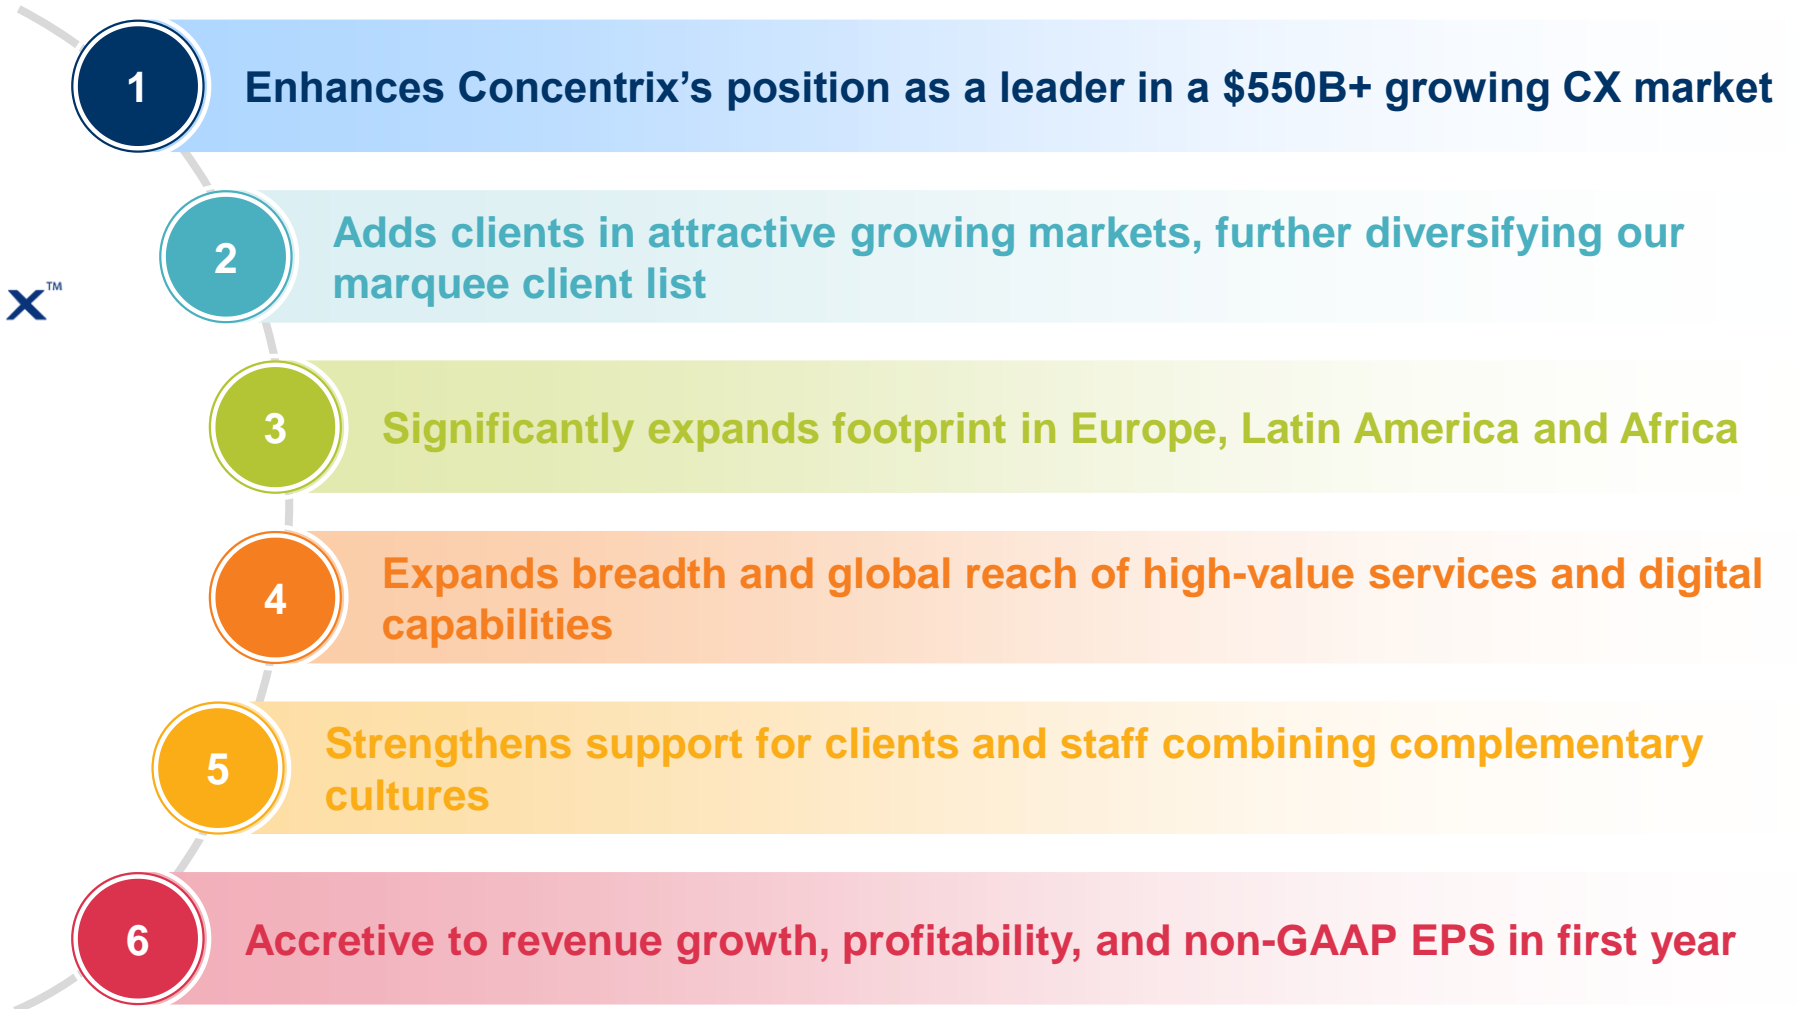 1
Enhances Concentrix’s position as a leader in a $550B+ growing CX market
2
Adds clients in attractive growing markets, further diversifying our
marquee client list
x™
3
Significantly expands footprint in Europe, Latin America and Africa
4
Expands breadth and global reach of high-value services and digital
capabilities
5
Strengthens support for clients and staff combining complementary
cultures
6
Accretive to revenue growth, profitability, and non-GAAP EPS in first year